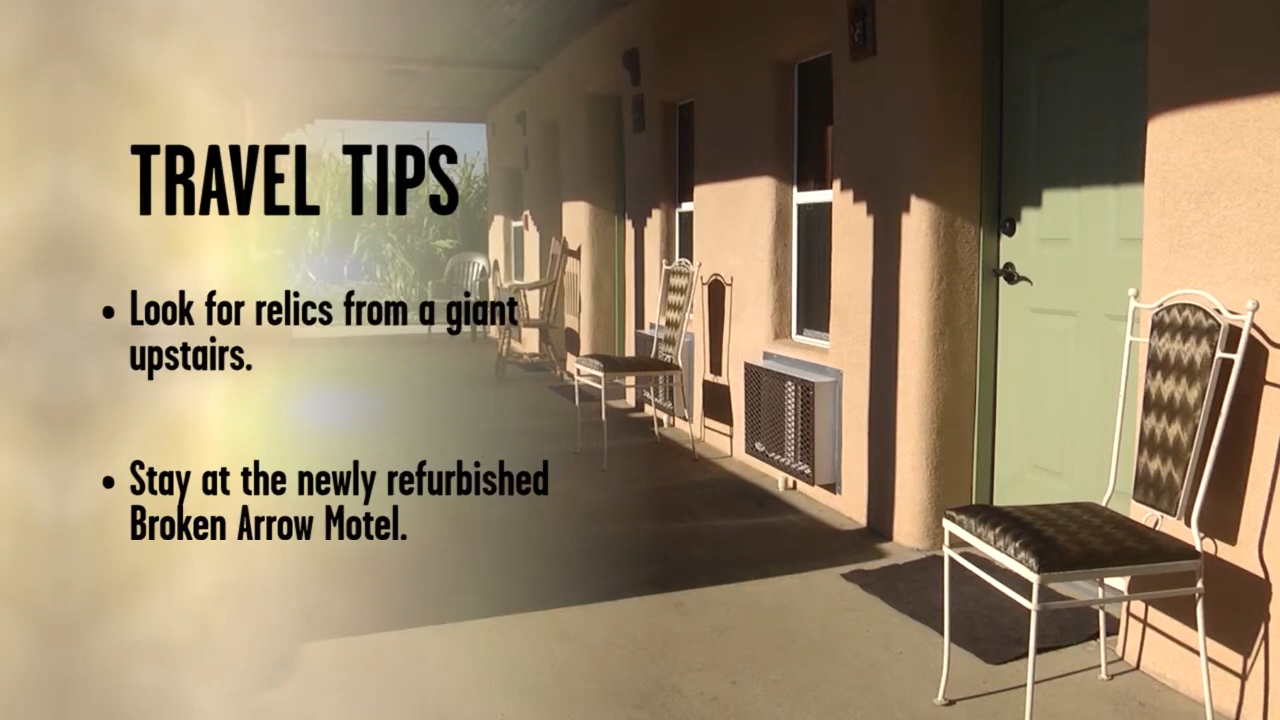 TRAVEL TIPS
• Look for relics from a giant
upstairs.
• Stay at the newly refurbished
Broken Arrow Motel.